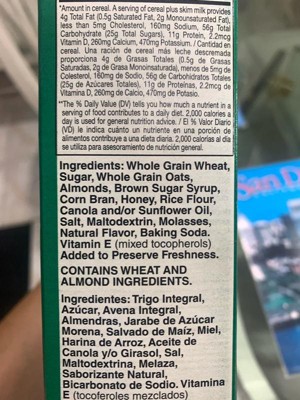 *Amount in cereal. A serving of cereal plus skim milk provides
4g Total Fat (0.5g Saturated Fat, 2g Monounsaturated Fat),
less than 5mg Cholesterol, 160mg Sodium, 56g Total
Carbohydrate (25g Total Sugars), 11g Protein, 2.2mcg
Vitamin D, 260mg Calcium, 470mg Potassium. / Cantidad en
cereal. Una ración de cereal más leche descremada
proporciona 4g de Grasas Totales (0.5g de Grasas
Saturadas, 2g de Grasa Monoinsaturada), menos de 5mg de
Colesterol, 160mg de Sodio, 56g de Carbohidratos Totales
(25g de Azúcares Totales), 11g de Proteínas, 2.2mcg de
Vitamina D, 260mg de Calcio, 470mg de Potasio.
**The % Daily Value (DV) tells you how much a nutrient in a
serving of food contributes to a daily diet. 2,000 calories a
day is used for general nutrition advice. / El % Valor Diario
(VD) le indica cuánto un nutriente en una porción de
alimentos contribuye a una dieta diaria. 2,000 calorías al día
se utiliza para asesoramiento de nutrición general.
Ingredients: Whole Grain Wheat,
Sugar, Whole Grain Oats,
Almonds, Brown Sugar Syrup,
Corn Bran, Honey, Rice Flour,
Canola and/or Sunflower Oil,
Salt, Maltodextrin, Molasses,
Natural Flavor, Baking Soda.
Vitamin E (mixed tocopherols)
Added to Preserve Freshness.
CONTAINS WHEAT AND
ALMOND INGREDIENTS.
Ingredientes: Trigo Integral,
Azúcar, Avena Integral,
Almendras, Jarabe de Azúcar
Morena, Salvado de Maíz, Miel,
Harina de Arroz, Aceite de
Canola y/o Girasol, Sal,
Maltodextrina, Melaza,
Saborizante Natural,
Bicarbonato de Sodio. Vitamina
E (tocoferoles mezclados)
San D